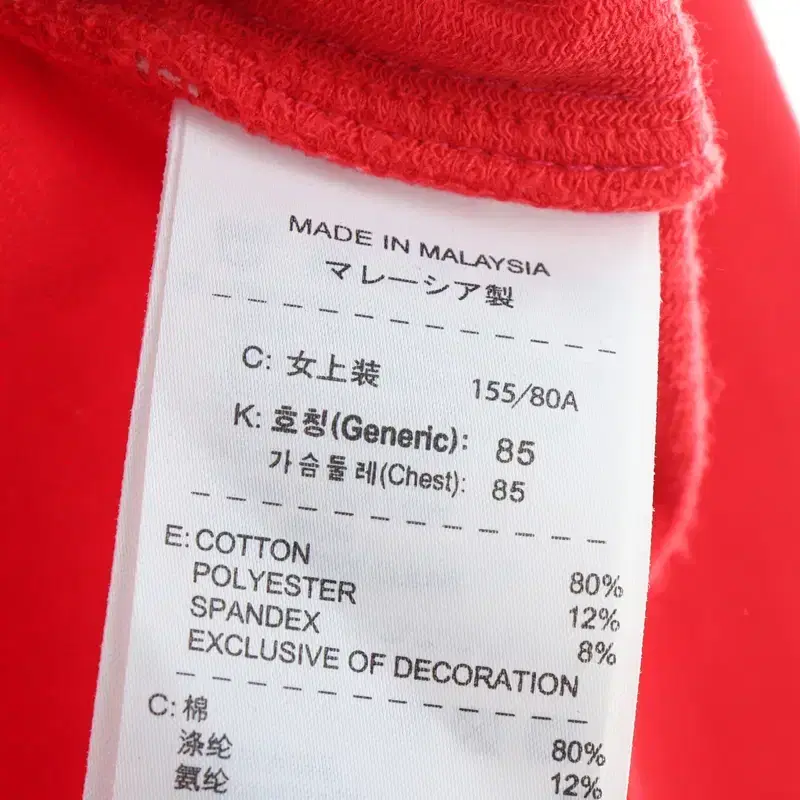 MADE IN MALAYSIA
マレーシア製
C: 女上装 155/80A
K: 호칭(Generic): 85
가슴둘레(Chest): 85
E: COTTON 80%
POLYESTER 12%
SPANDEX 8%
EXCLUSIVE OF DECORATION
C: 棉 80%
涤纶 12%
氨纶